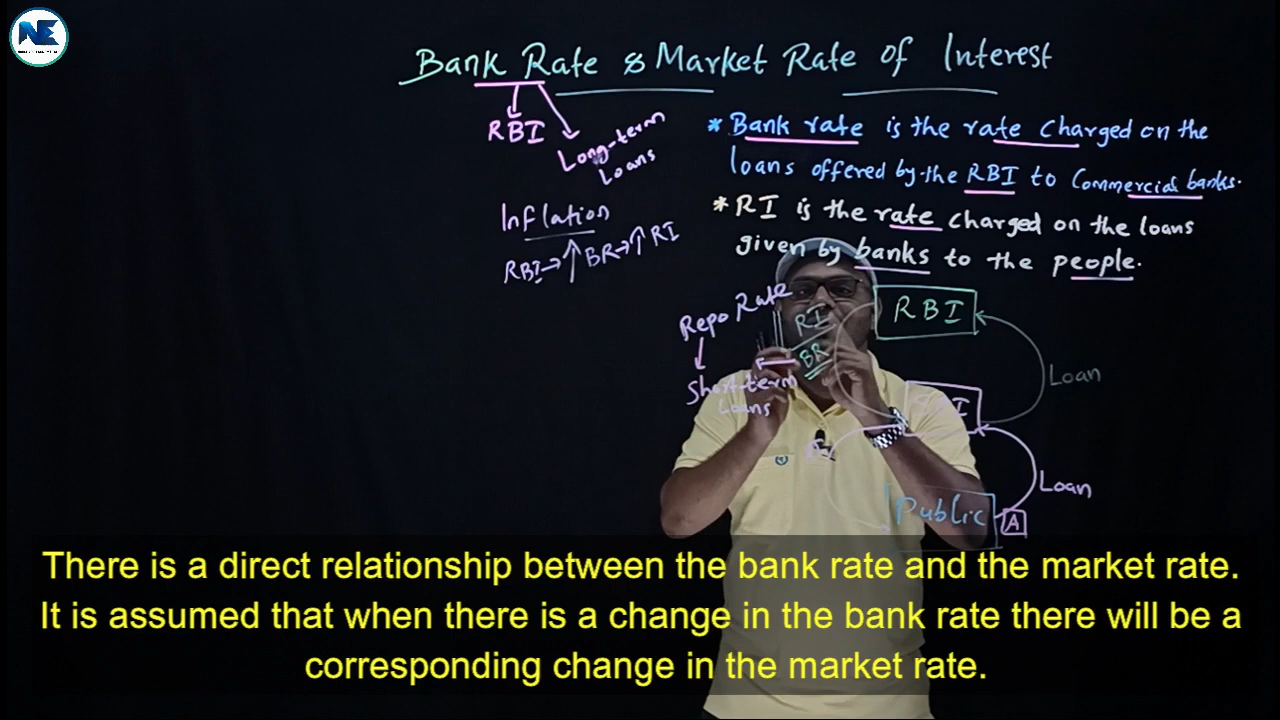 NE
Bank Rate & Market Rate of Interest
RBI
Long-term
Loans
* Bank rate is the rate charged on the
loans offered by the RBI to Commercial banks.
* RI is the rate charged on the loans
given by banks to the people.
Inflation
RBI→↑BR→↑RI
Repo Rate
Short-term
Loans
RI
BR
RBI
Loan
Loan
Public
A
There is a direct relationship between the bank rate and the market rate.
It is assumed that when there is a change in the bank rate there will be a
corresponding change in the market rate.